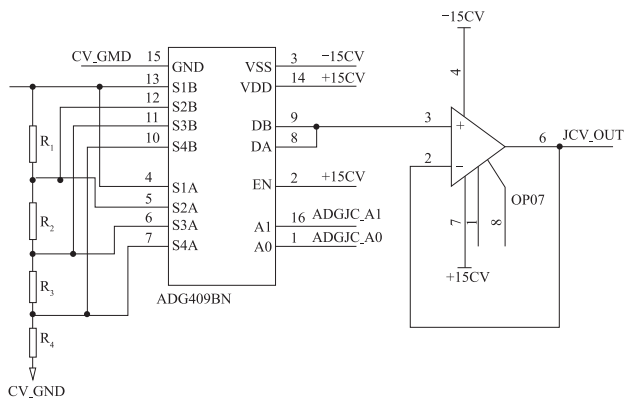 −15CV
CV_GMD 15 GND VSS 3 −15CV
13 S1B VDD 14 +15CV
12 S2B
11 S3B DB 9
10 S4B DA 8
4 S1A EN 2 +15CV
5 S2A
6 S3A A1 16 ADGJC_A1
7 S4A A0 1 ADGJC_A0
ADG409BN
R1
R2
R3
R4
CV_GND
4
3 + 6 JCV_OUT
2 −
OP07
7 1 8
+15CV